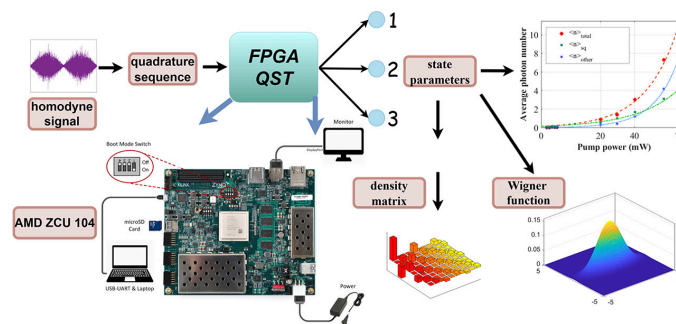 homodyne
signal
quadrature
sequence
FPGA
QST
1
2
3
state
parameters
Average photon number
10
8
6
4
2
0
<n>total
<n>sq
<n>other
0
20
40
Pump power (mW)
Boot Mode Switch
Off
On
Monitor
DisplayPort
AMD ZCU 104
microSD
Card
USB-UART & Laptop
XILINX
ZYNQ
Power
density
matrix
Wigner
function
0.15
0.1
0.05
0
5
-5
-5